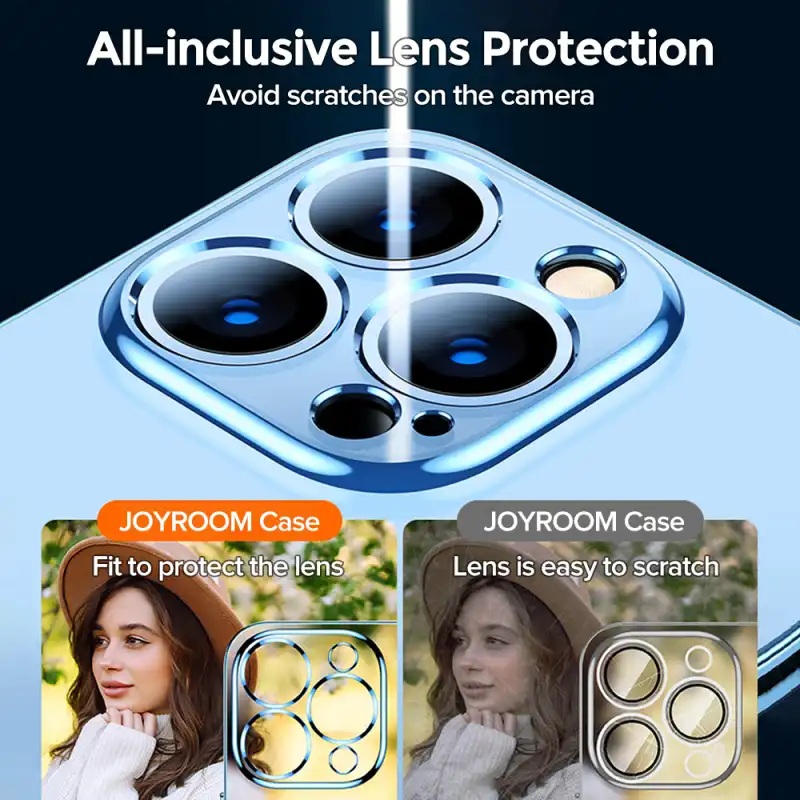 All-inclusive Lens Protection
Avoid scratches on the camera
JOYROOM Case
Fit to protect the lens
JOYROOM Case
Lens is easy to scratch